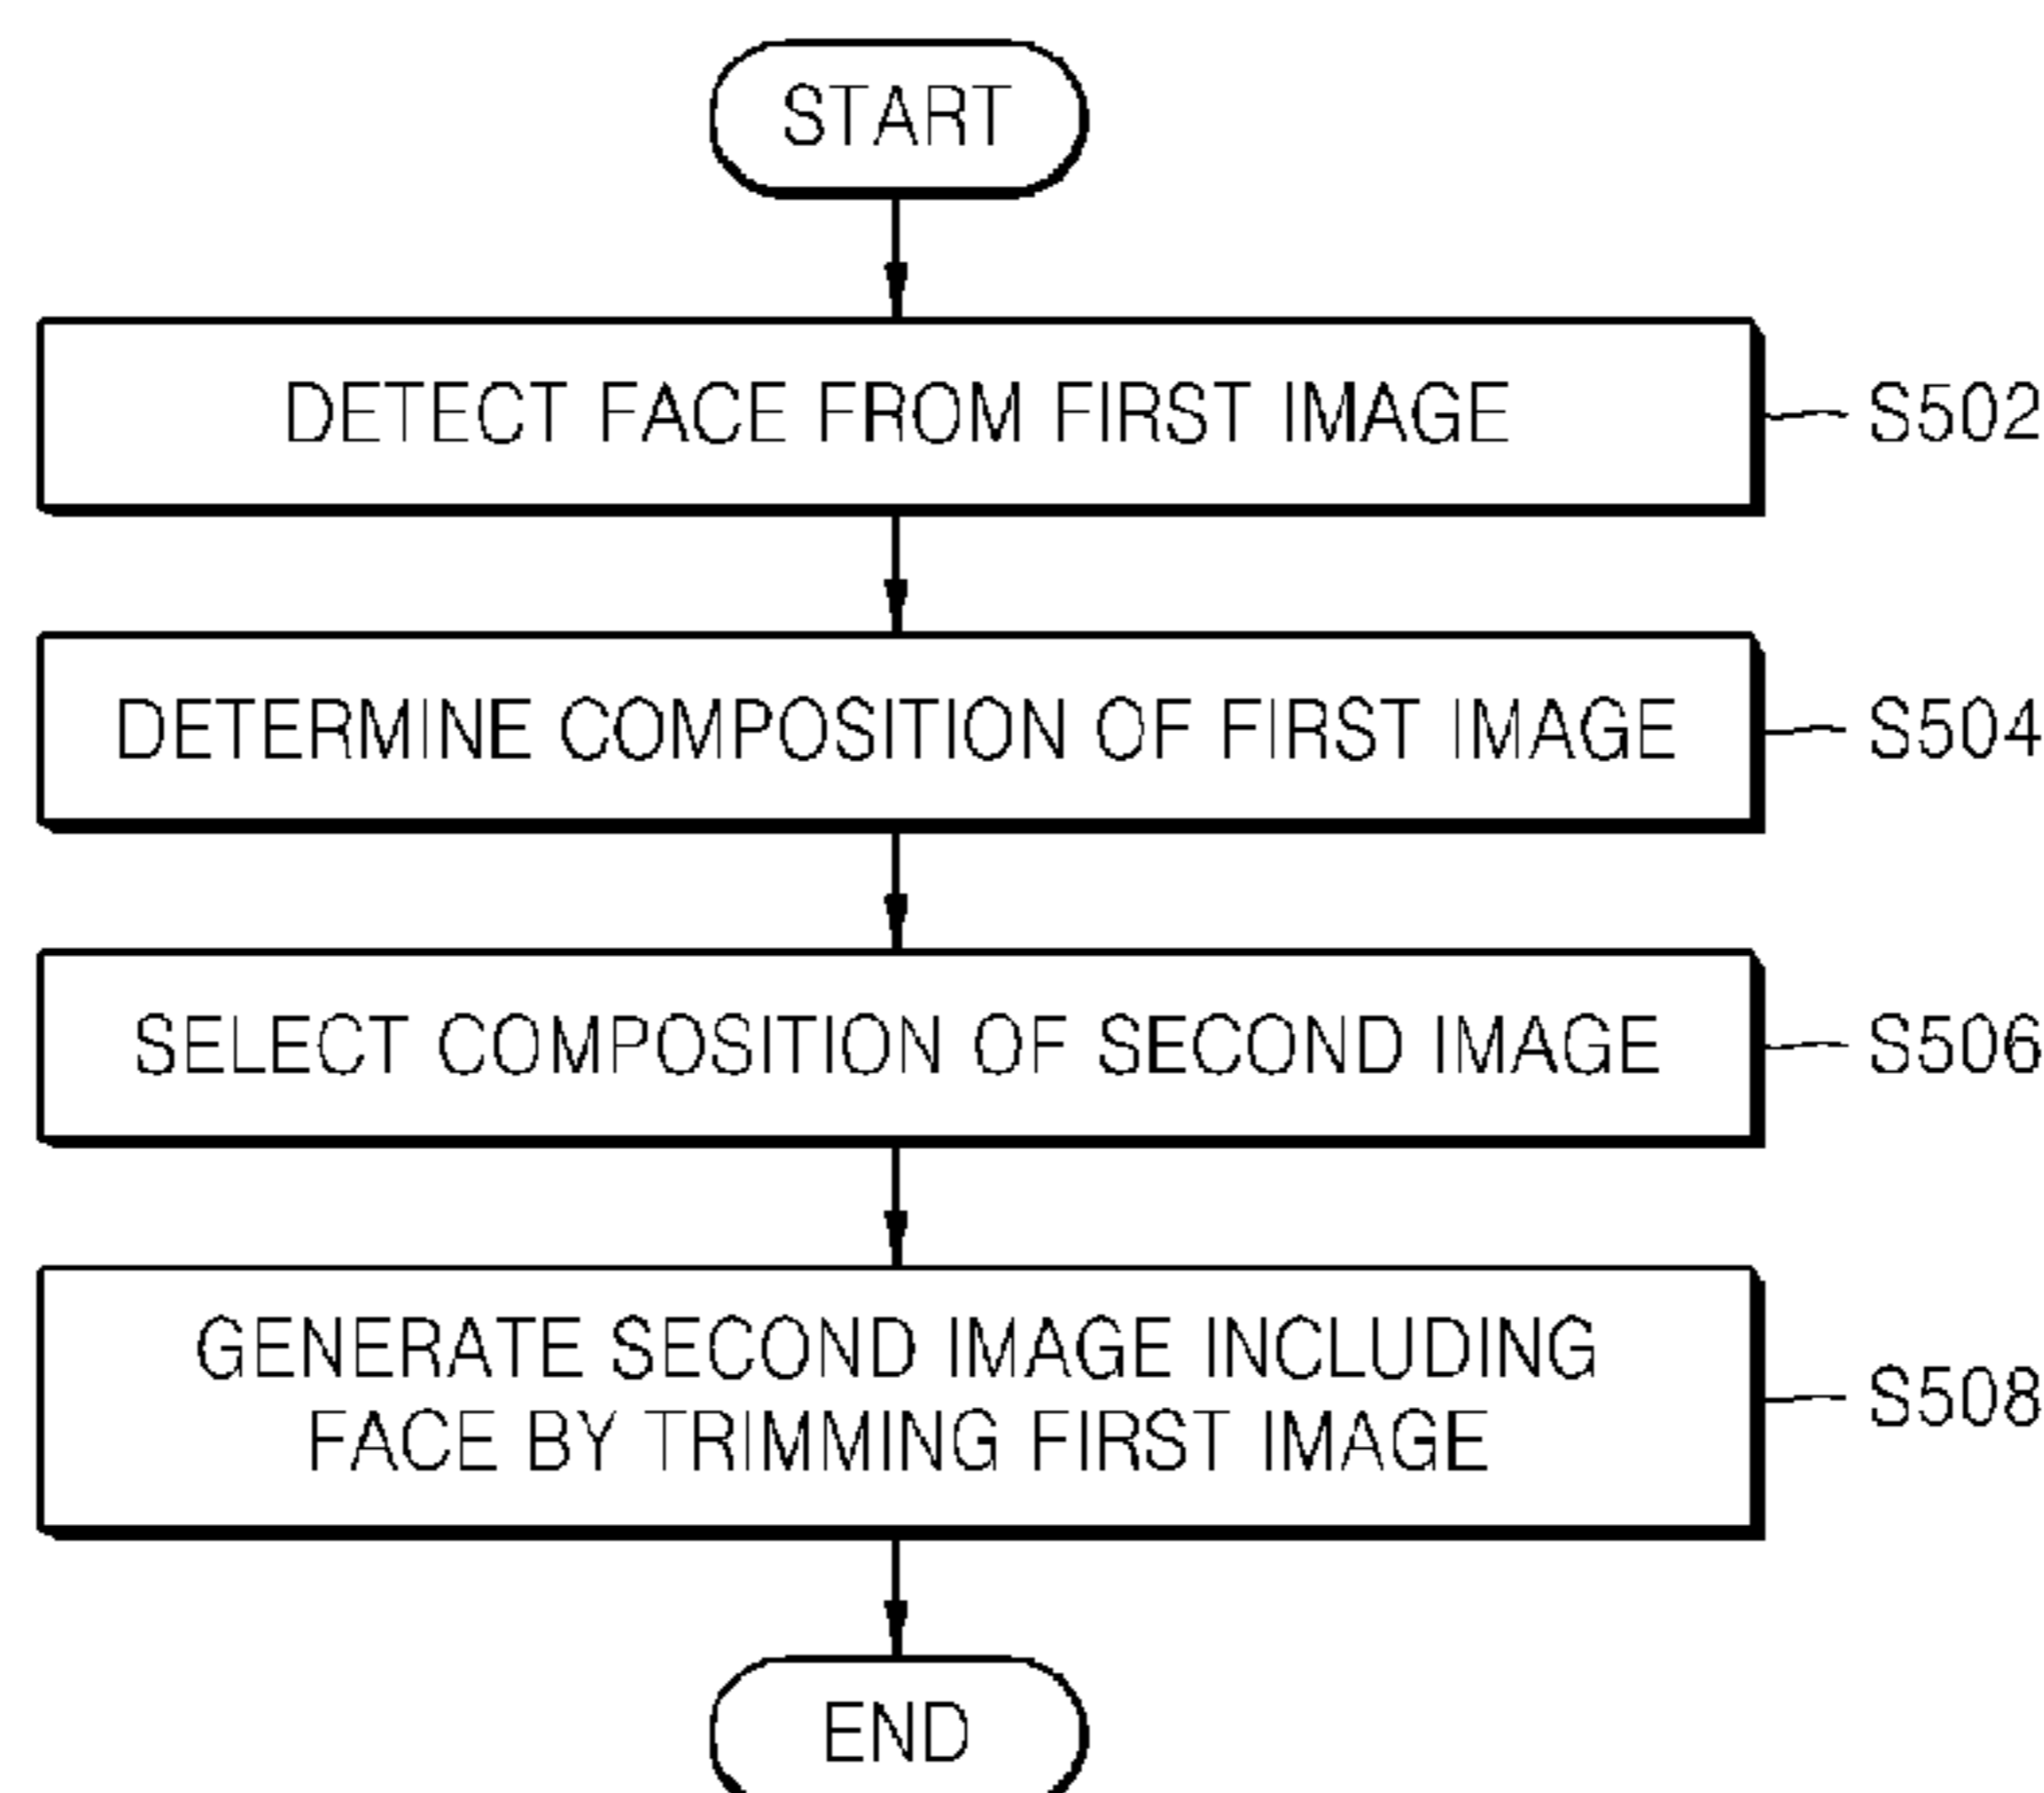 START
DETECT FACE FROM FIRST IMAGE
S502
DETERMINE COMPOSITION OF FIRST IMAGE
S504
SELECT COMPOSITION OF SECOND IMAGE
S506
GENERATE SECOND IMAGE INCLUDING
FACE BY TRIMMING FIRST IMAGE
S508
END